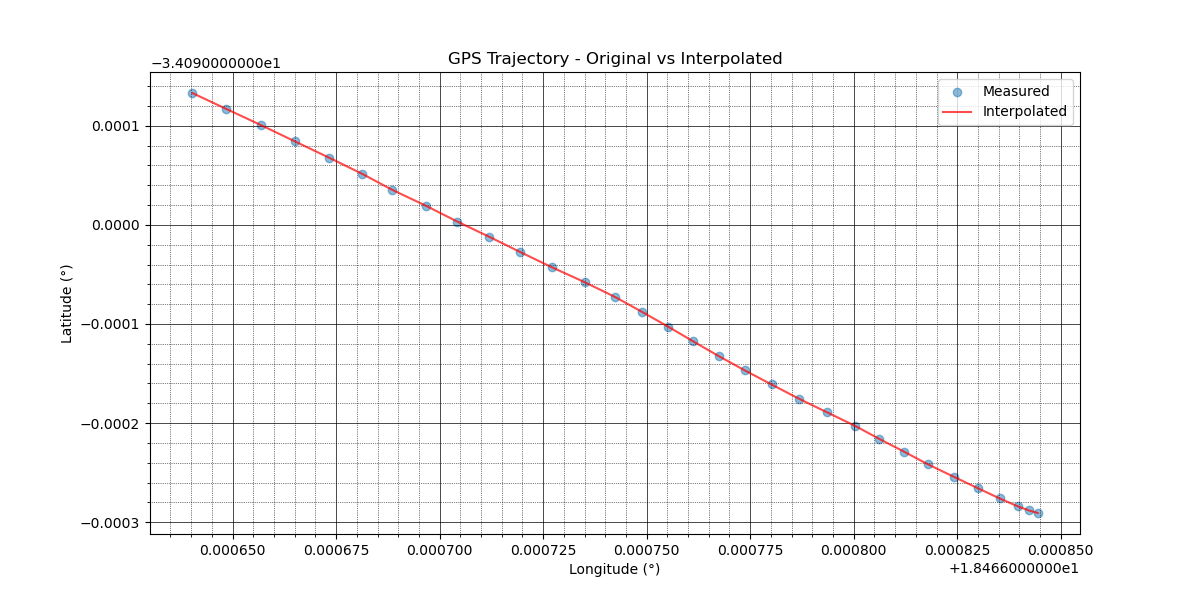 GPS Trajectory - Original vs Interpolated
−3.4090000000e1
Measured
Interpolated
0.0001
0.0000
−0.0001
−0.0002
−0.0003
Latitude (°)
0.000650 0.000675 0.000700 0.000725 0.000750 0.000775 0.000800 0.000825 0.000850
Longitude (°)
+1.8466000000e1